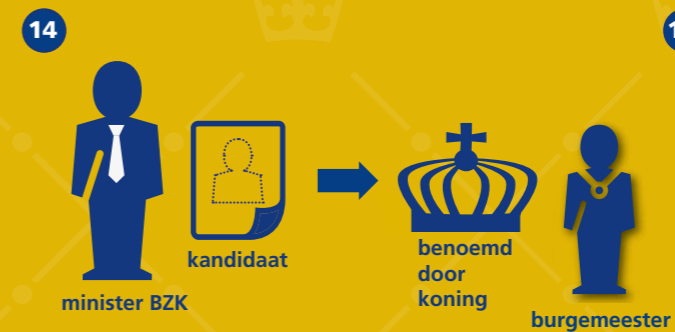 14
kandidaat
minister BZK
benoemd
door
koning
burgemeester